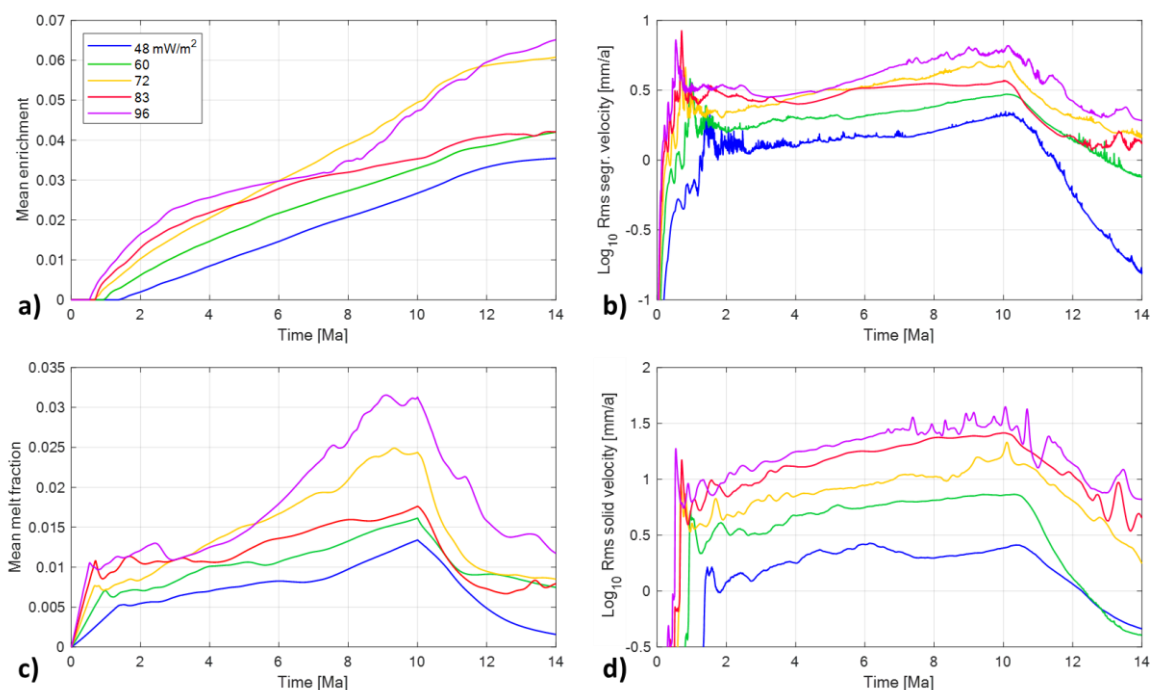 0.07
0.06
0.05
0.04
0.03
0.02
0.01
0
Mean enrichment
48 mW/m²
60
72
83
96
0 2 4 6 8 10 12 14
Time [Ma]
a)
1
0.5
0
-0.5
-1
Log₁₀ Rms segr. velocity [mm/a]
0 2 4 6 8 10 12 14
Time [Ma]
b)
0.035
0.03
0.025
0.02
0.015
0.01
0.005
0
Mean melt fraction
0 2 4 6 8 10 12 14
Time [Ma]
c)
2
1.5
1
0.5
0
-0.5
Log₁₀ Rms solid velocity [mm/a]
0 2 4 6 8 10 12 14
Time [Ma]
d)